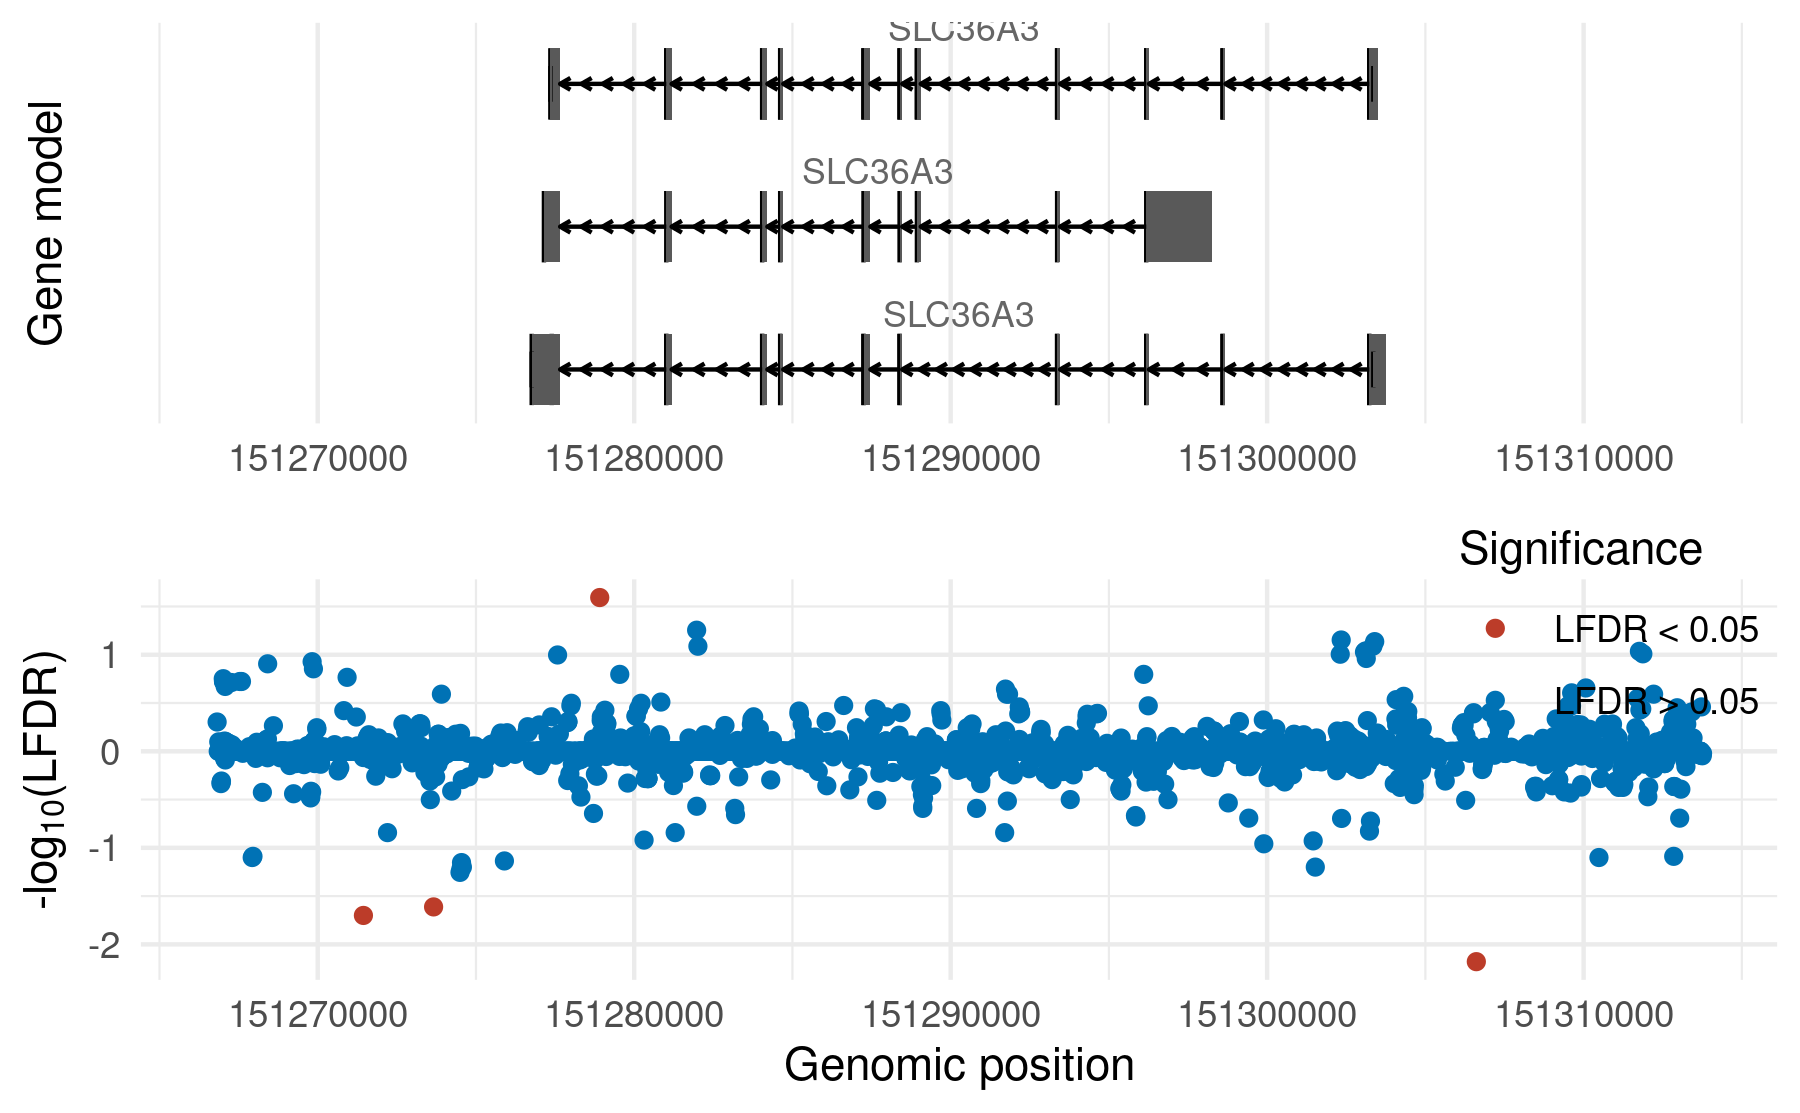 SLC36A3
SLC36A3
SLC36A3
Gene model
151270000 151280000 151290000 151300000 151310000
Significance
LFDR < 0.05
LFDR > 0.05
1
0
-1
-2
-log10(LFDR)
151270000 151280000 151290000 151300000 151310000
Genomic position